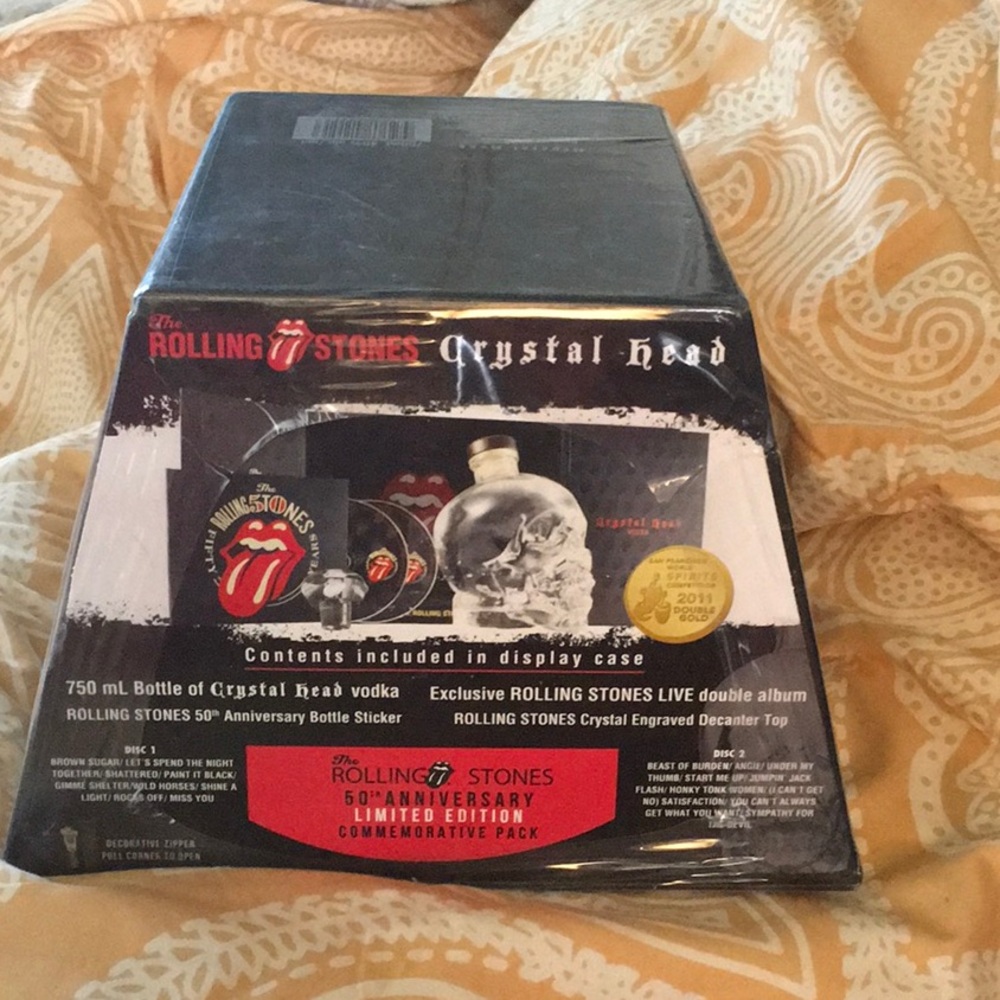 The
ROLLING STONES Crystal Head
The
ROLLING STONES
FIFTY YEARS
Crystal Head
VODKA
ROLLING ST
SAN FRANCISCO
WORLD
SPIRITS
COMPETITION
2011
DOUBLE
GOLD
Contents included in display case
750 mL Bottle of Crystal Head vodka
Exclusive ROLLING STONES LIVE double album
ROLLING STONES 50th Anniversary Bottle Sticker
ROLLING STONES Crystal Engraved Decanter Top
DISC 1
BROWN SUGAR/ LET'S SPEND THE NIGHT
TOGETHER/ SHATTERED/ PAINT IT BLACK/
GIMME SHELTER/ WILD HORSES/ SHINE A
LIGHT/ ROCKS OFF/ MISS YOU
The
ROLLING STONES
50TH ANNIVERSARY
LIMITED EDITION
COMMEMORATIVE PACK
DISC 2
BEAST OF BURDEN/ ANGIE/ UNDER MY
THUMB/ START ME UP/ JUMPIN' JACK
FLASH/ HONKY TONK WOMEN/ (I CAN'T GET
NO) SATISFACTION/ YOU CAN'T ALWAYS
GET WHAT YOU WANT/ SYMPATHY FOR
THE DEVIL
DECORATIVE ZIPPER
PULL CORNER TO OPEN